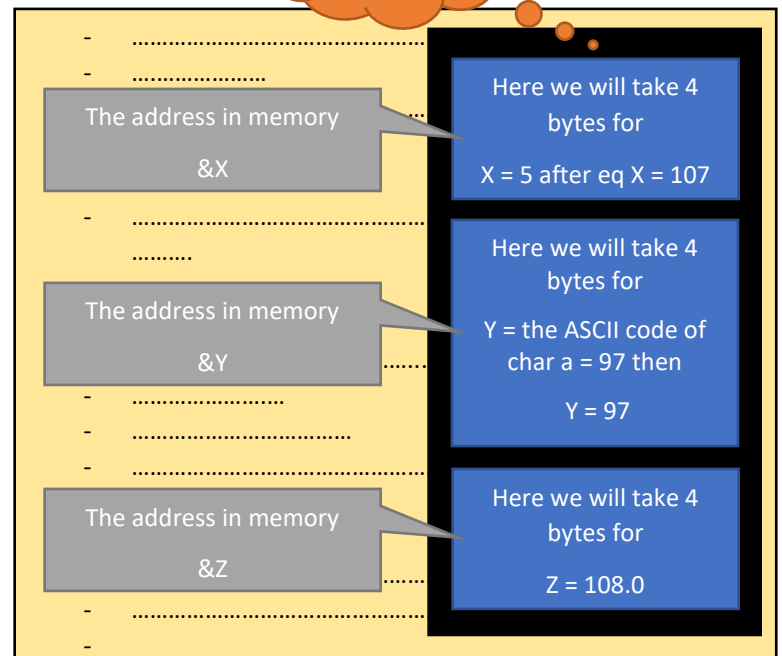 - ……………………………………
- …………………
The address in memory
&X
Here we will take 4
bytes for
X = 5 after eq X = 107
- ……………………………………
……….
The address in memory
&Y
Here we will take 4
bytes for
Y = the ASCII code of
char a = 97 then
Y = 97
- …………………
- ………………………………
- ……………………………………
The address in memory
&Z
Here we will take 4
bytes for
Z = 108.0
- ……………………………………
-